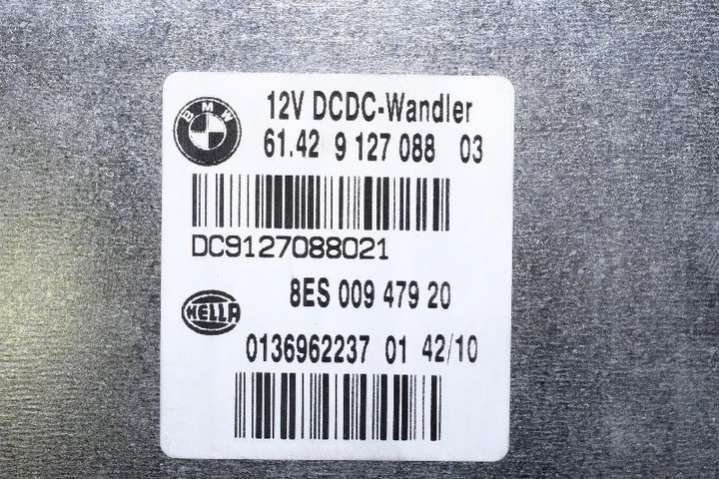 BMW
12V DCDC-Wandler
61.42 9 127 088 03
DC9127088021
8ES 009 479 20
HELLA
0136962237 01 42/10